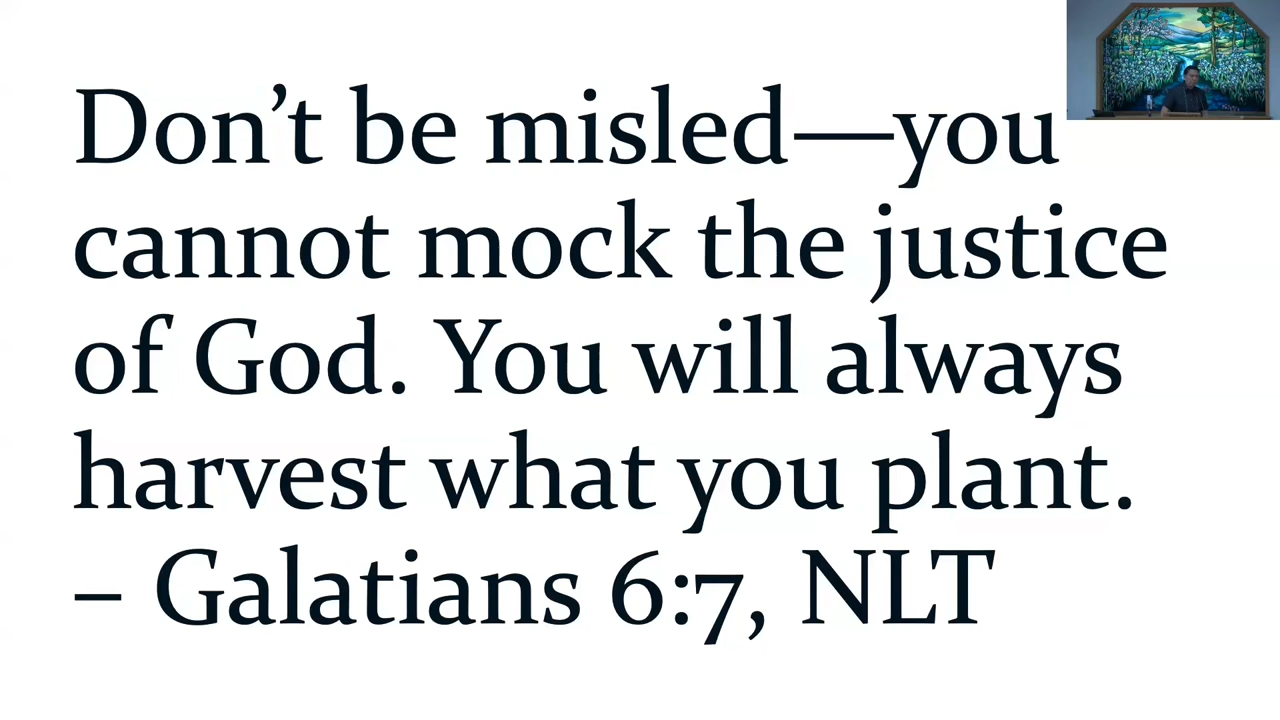 Don’t be misled—you
cannot mock the justice
of God. You will always
harvest what you plant.
– Galatians 6:7, NLT